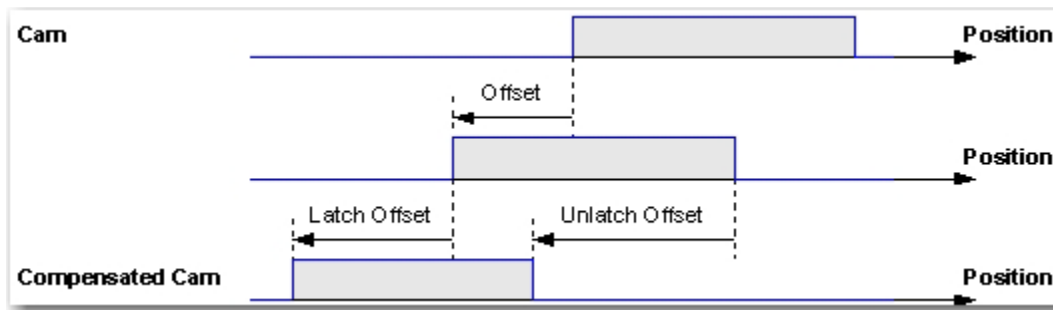 Cam
Position
Offset
Position
Latch Offset
Unlatch Offset
Compensated Cam
Position